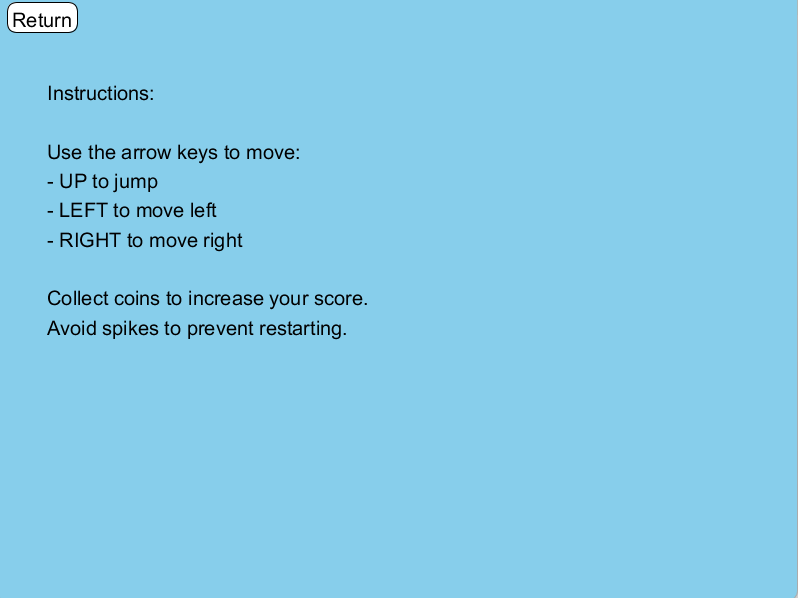 Return
Instructions:
Use the arrow keys to move:
- UP to jump
- LEFT to move left
- RIGHT to move right
Collect coins to increase your score.
Avoid spikes to prevent restarting.